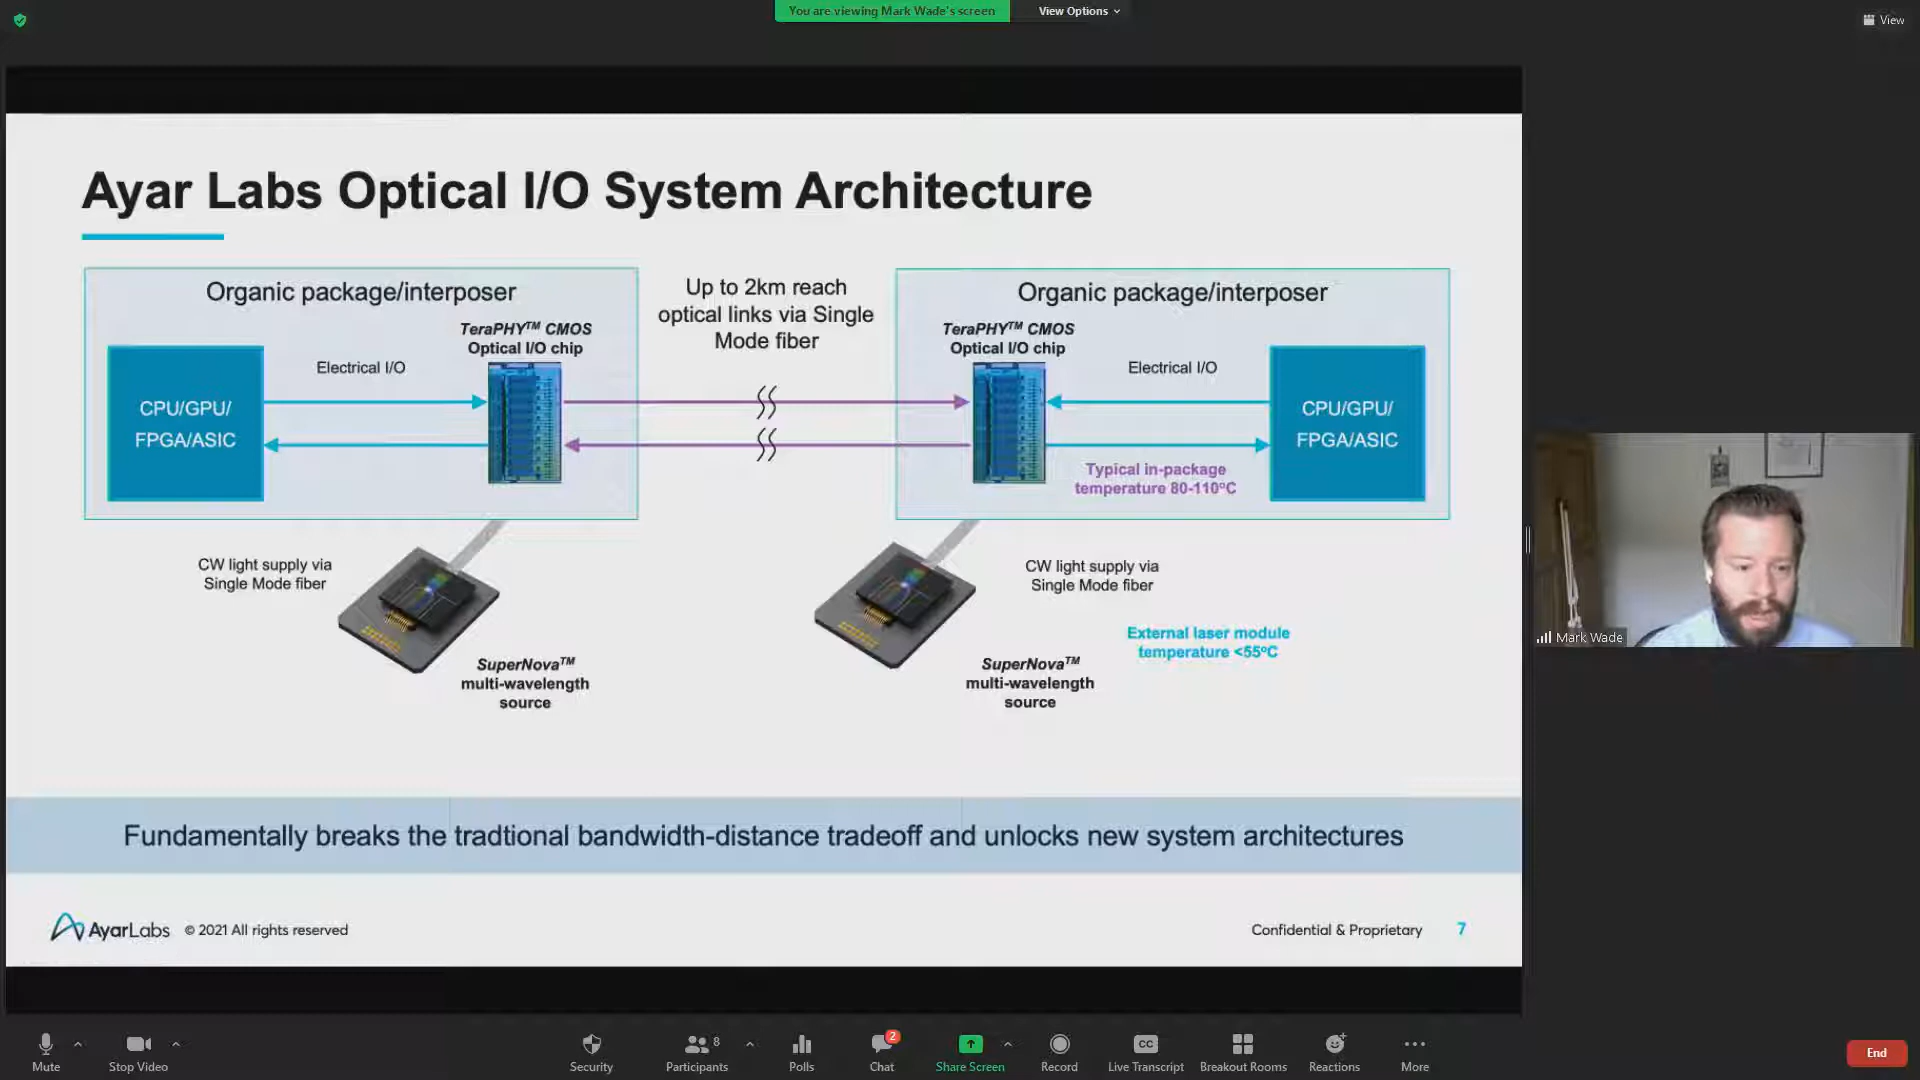 You are viewing Mark Wade's screen
View Options
View
Ayar Labs Optical I/O System Architecture
Organic package/interposer
TeraPHY™ CMOS
Optical I/O chip
Electrical I/O
CPU/GPU/
FPGA/ASIC
Up to 2km reach
optical links via Single
Mode fiber
Organic package/interposer
TeraPHY™ CMOS
Optical I/O chip
Electrical I/O
CPU/GPU/
FPGA/ASIC
Typical in-package
temperature 80-110°C
CW light supply via
Single Mode fiber
SuperNova™
multi-wavelength
source
CW light supply via
Single Mode fiber
External laser module
temperature <55°C
SuperNova™
multi-wavelength
source
Mark Wade
Fundamentally breaks the tradtional bandwidth-distance tradeoff and unlocks new system architectures
AyarLabs © 2021 All rights reserved
Confidential & Proprietary 7
Mute
Stop Video
Security
8
Participants
Polls
2
Chat
Share Screen
Record
CC
Live Transcript
Breakout Rooms
Reactions
More
End